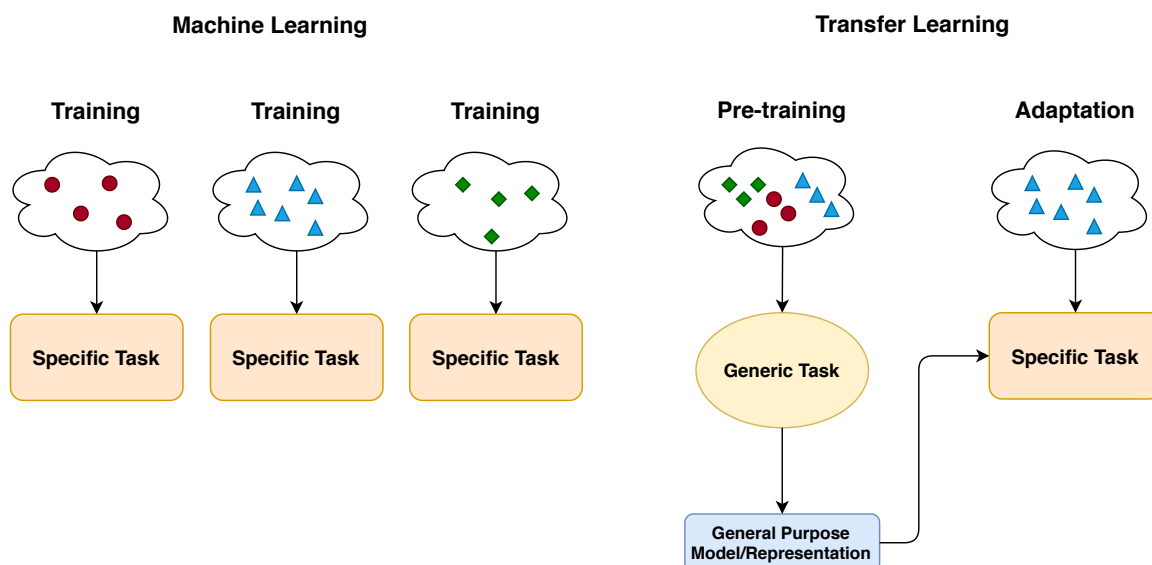 Machine Learning
Transfer Learning
Training
Training
Training
Pre-training
Adaptation
Specific Task
Specific Task
Specific Task
Generic Task
Specific Task
General Purpose
Model/Representation